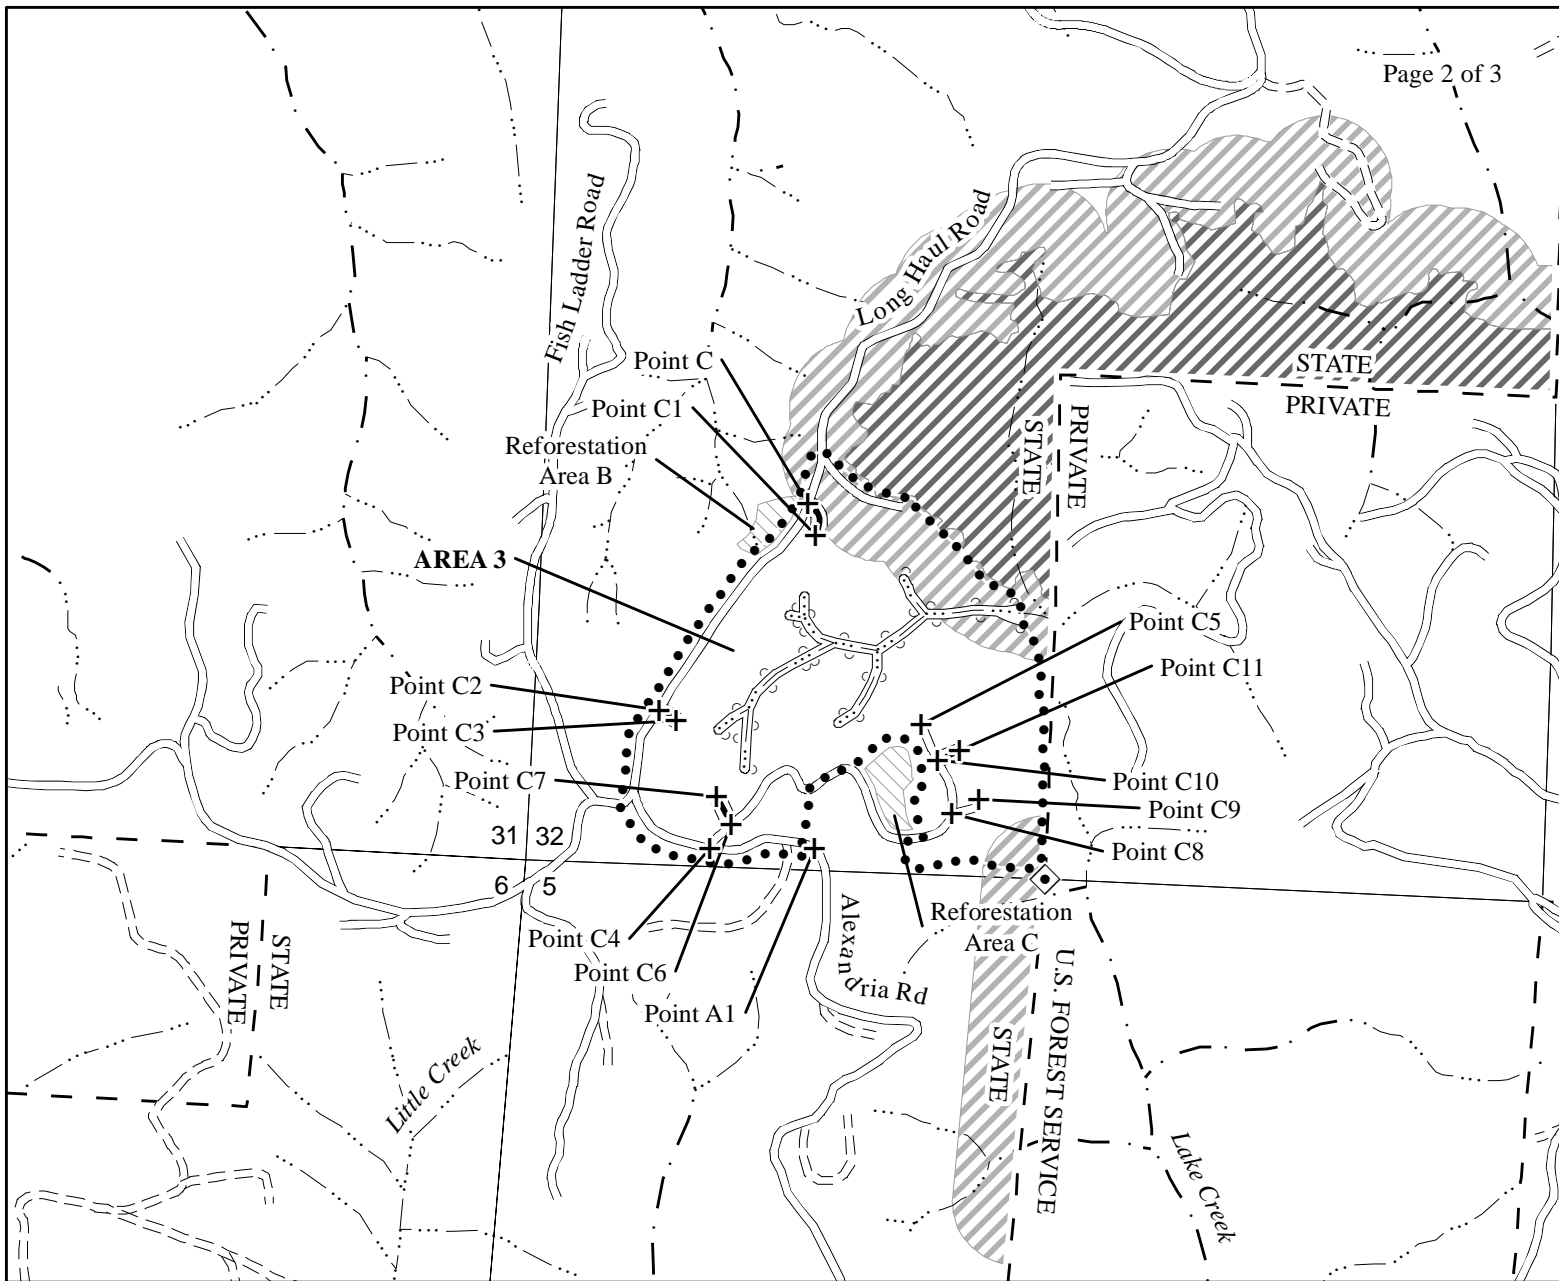 Page 2 of 3
Fish Ladder Road
Long Haul Road
Point C
Point C1
Reforestation
Area B
STATE
PRIVATE
STATE
PRIVATE
AREA 3
Point C5
Point C11
Point C2
Point C3
Point C7
Point C10
Point C9
Point C8
31 32
6 5
Point C4
Point C6
Point A1
Alexandria Rd
Reforestation
Area C
STATE
PRIVATE
STATE
U.S. FOREST SERVICE
Little Creek
Lake Creek